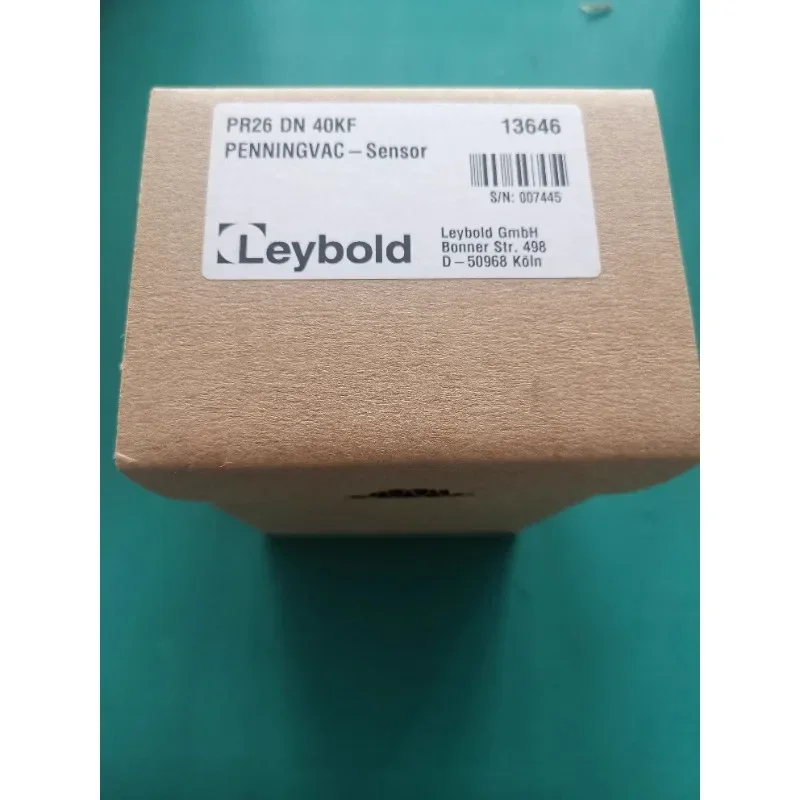 PR26 DN 40KF 13646
PENNINGVAC – Sensor
S/N: 007445
Leybold
Leybold GmbH
Bonner Str. 498
D – 50968 Köln